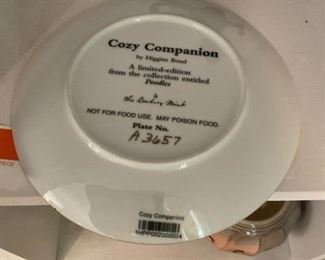 Cozy Companion
by Higgins Bond
A limited-edition
from the collection entitled
Poodles
The Danbury Mint
NOT FOR FOOD USE. MAY POISON FOOD.
Plate No.
A3657
Cozy Companion
1HPP002000024